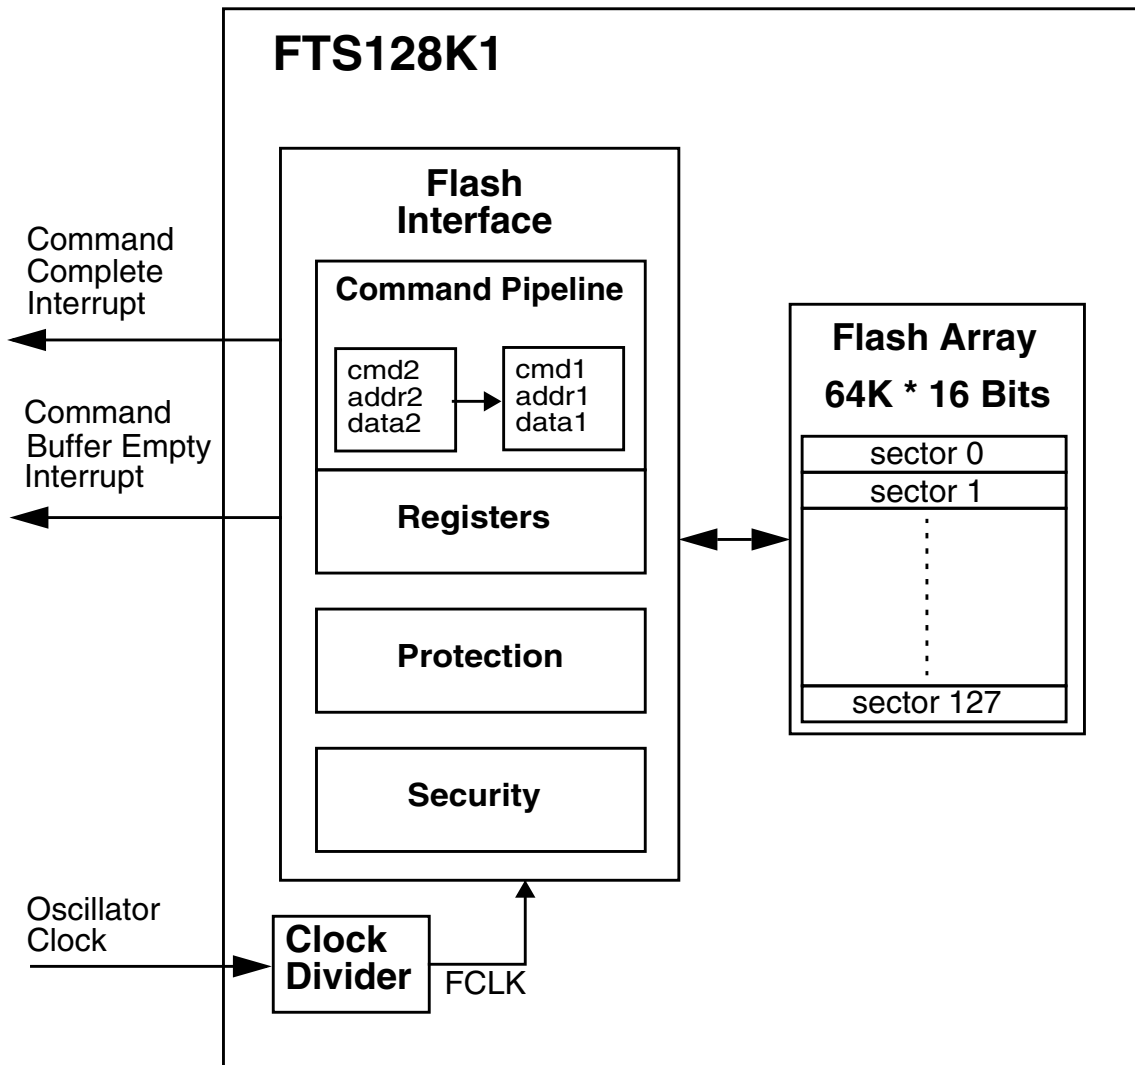 FTS128K1
Flash
Interface
Command
Complete
Interrupt
Command Pipeline
cmd2
addr2
data2
cmd1
addr1
data1
Command
Buffer Empty
Interrupt
Registers
Protection
Security
Flash Array
64K * 16 Bits
sector 0
sector 1
sector 127
Oscillator
Clock
Clock
Divider
FCLK